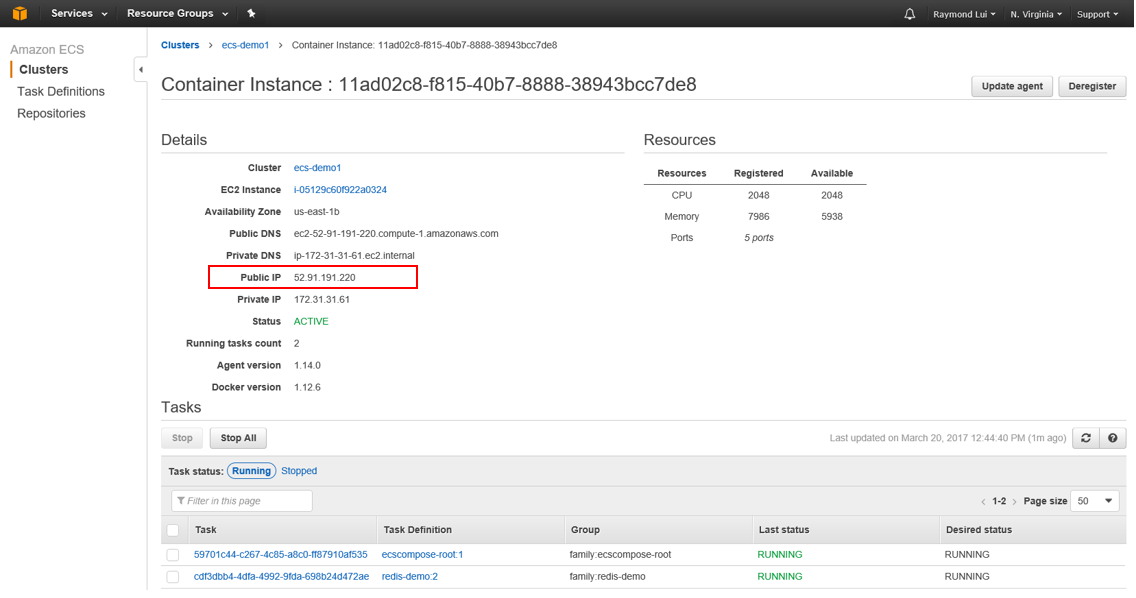 Services Resource Groups Raymond Lui N. Virginia Support
Amazon ECS
Clusters
Task Definitions
Repositories
Clusters > ecs-demo1 > Container Instance: 11ad02c8-f815-40b7-8888-38943bcc7de8
Container Instance : 11ad02c8-f815-40b7-8888-38943bcc7de8
Update agent Deregister
Details
Cluster ecs-demo1
EC2 Instance i-05129c60f922a0324
Availability Zone us-east-1b
Public DNS ec2-52-91-191-220.compute-1.amazonaws.com
Private DNS ip-172-31-31-61.ec2.internal
Public IP 52.91.191.220
Private IP 172.31.31.61
Status ACTIVE
Running tasks count 2
Agent version 1.14.0
Docker version 1.12.6
Resources
Resources Registered Available
CPU 2048 2048
Memory 7986 5938
Ports 5 ports
Tasks
Stop Stop All Last updated on March 20, 2017 12:44:40 PM (1m ago)
Task status: Running Stopped
Filter in this page < 1-2 > Page size 50
Task Task Definition Group Last status Desired status
59701c44-c267-4c85-a8c0-ff87910af535 ecscompose-root:1 family:ecscompose-root RUNNING RUNNING
cdf3dbb4-4dfa-4992-9fda-698b24d472ae redis-demo:2 family:redis-demo RUNNING RUNNING